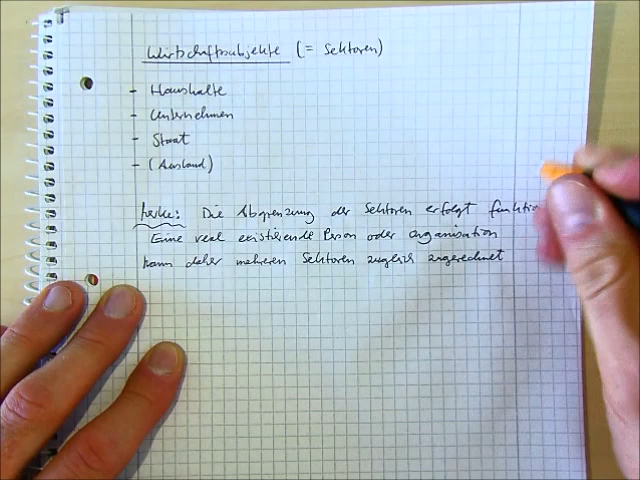 Wirtschaftssubjekte (= Sektoren)
- Haushalte
- Unternehmen
- Staat
- (Ausland)
Merke: Die Abgrenzung der Sektoren erfolgt funktio
Eine real existierende Person oder Organisation
kann daher mehreren Sektoren zugleich zugerechnet